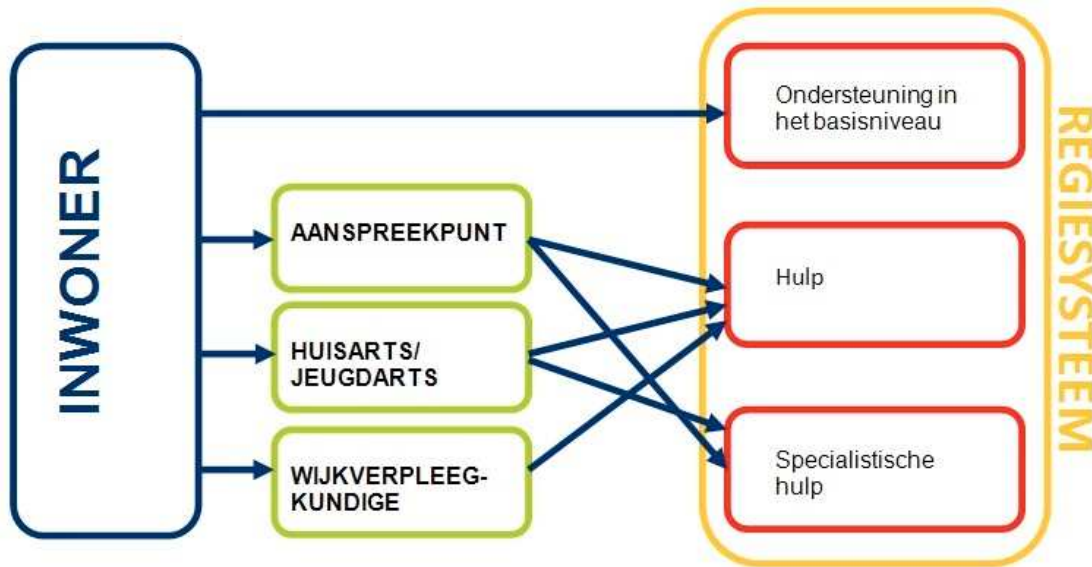 INWONER
AANSPREEKPUNT
HUISARTS/
JEUGDARTS
WIJKVERPLEEG-
KUNDIGE
Ondersteuning in
het basisniveau
Hulp
Specialistische
hulp
REGIESYSTEEM